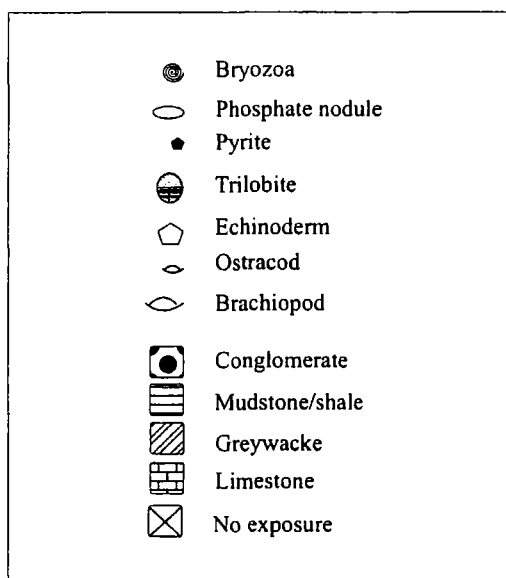 Bryozoa
Phosphate nodule
Pyrite
Trilobite
Echinoderm
Ostracod
Brachiopod
Conglomerate
Mudstone/shale
Greywacke
Limestone
No exposure